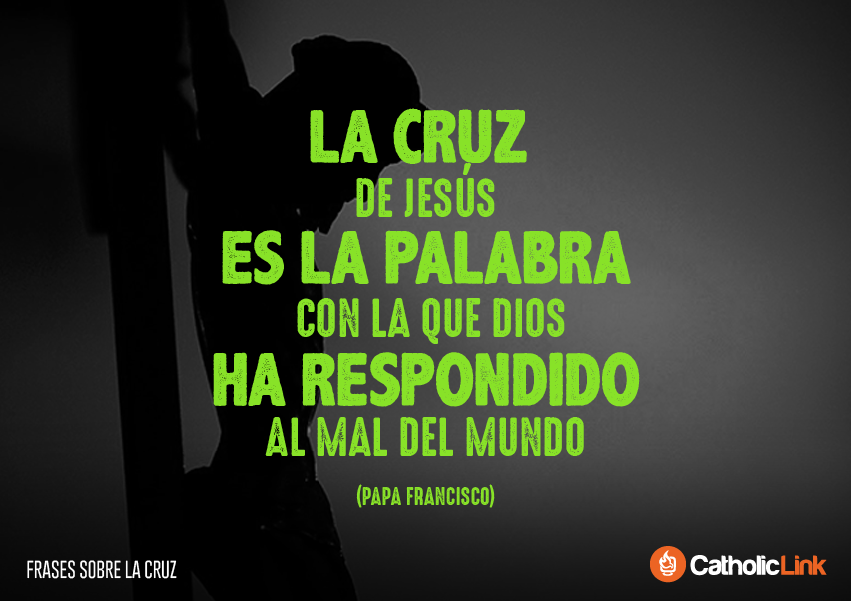 LA CRUZ
DE JESÚS
ES LA PALABRA
CON LA QUE DIOS
HA RESPONDIDO
AL MAL DEL MUNDO
(PAPA FRANCISCO)
FRASES SOBRE LA CRUZ
CatholicLink